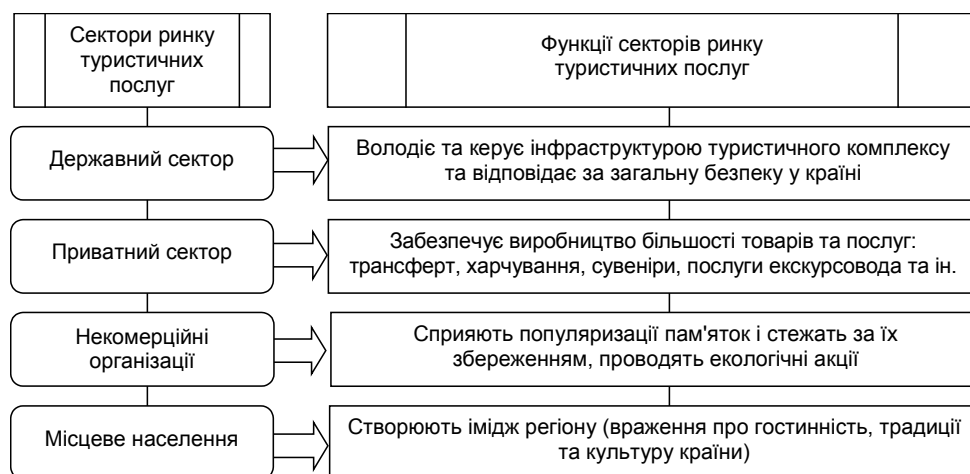 Сектори ринку
туристичних
послуг
Функції секторів ринку
туристичних послуг
Державний сектор
Володіє та керує інфраструктурою туристичного комплексу
та відповідає за загальну безпеку у країні
Приватний сектор
Забезпечує виробництво більшості товарів та послуг:
трансферт, харчування, сувеніри, послуги екскурсовода та ін.
Некомерційні
організації
Сприяють популяризації пам'яток і стежать за їх
збереженням, проводять екологічні акції
Місцеве населення
Створюють імідж регіону (враження про гостинність, традиції
та культуру країни)